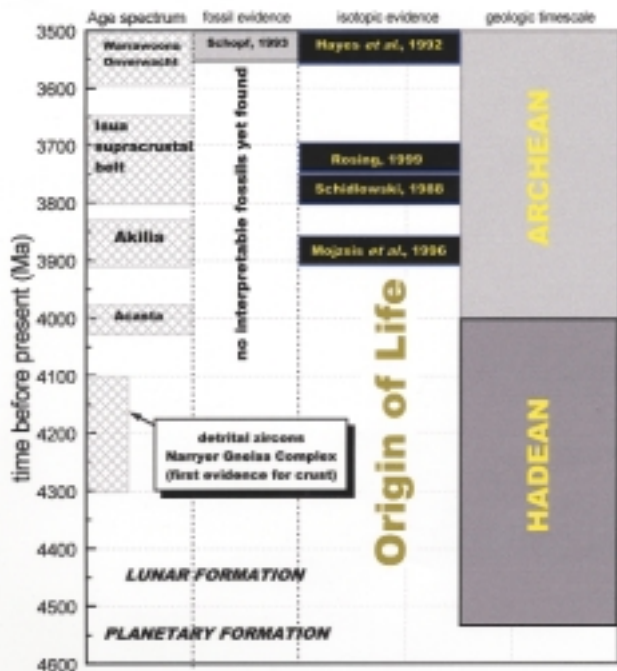 Age spectrum
fossil evidence
isotopic evidence
geologic timescale
time before present (Ma)
3500
3600
3700
3800
3900
4000
4100
4200
4300
4400
4500
4600
Warrawoona
Onverwacht
Isua
supracrustal
belt
Akilia
Acasta
Schopf, 1993
no interpretable fossils yet found
Hayes et al., 1992
Rosing, 1999
Schidlowski, 1988
Mojzsis et al., 1996
Origin of Life
ARCHEAN
HADEAN
detrital zircons
Narryer Gneiss Complex
(first evidence for crust)
LUNAR FORMATION
PLANETARY FORMATION